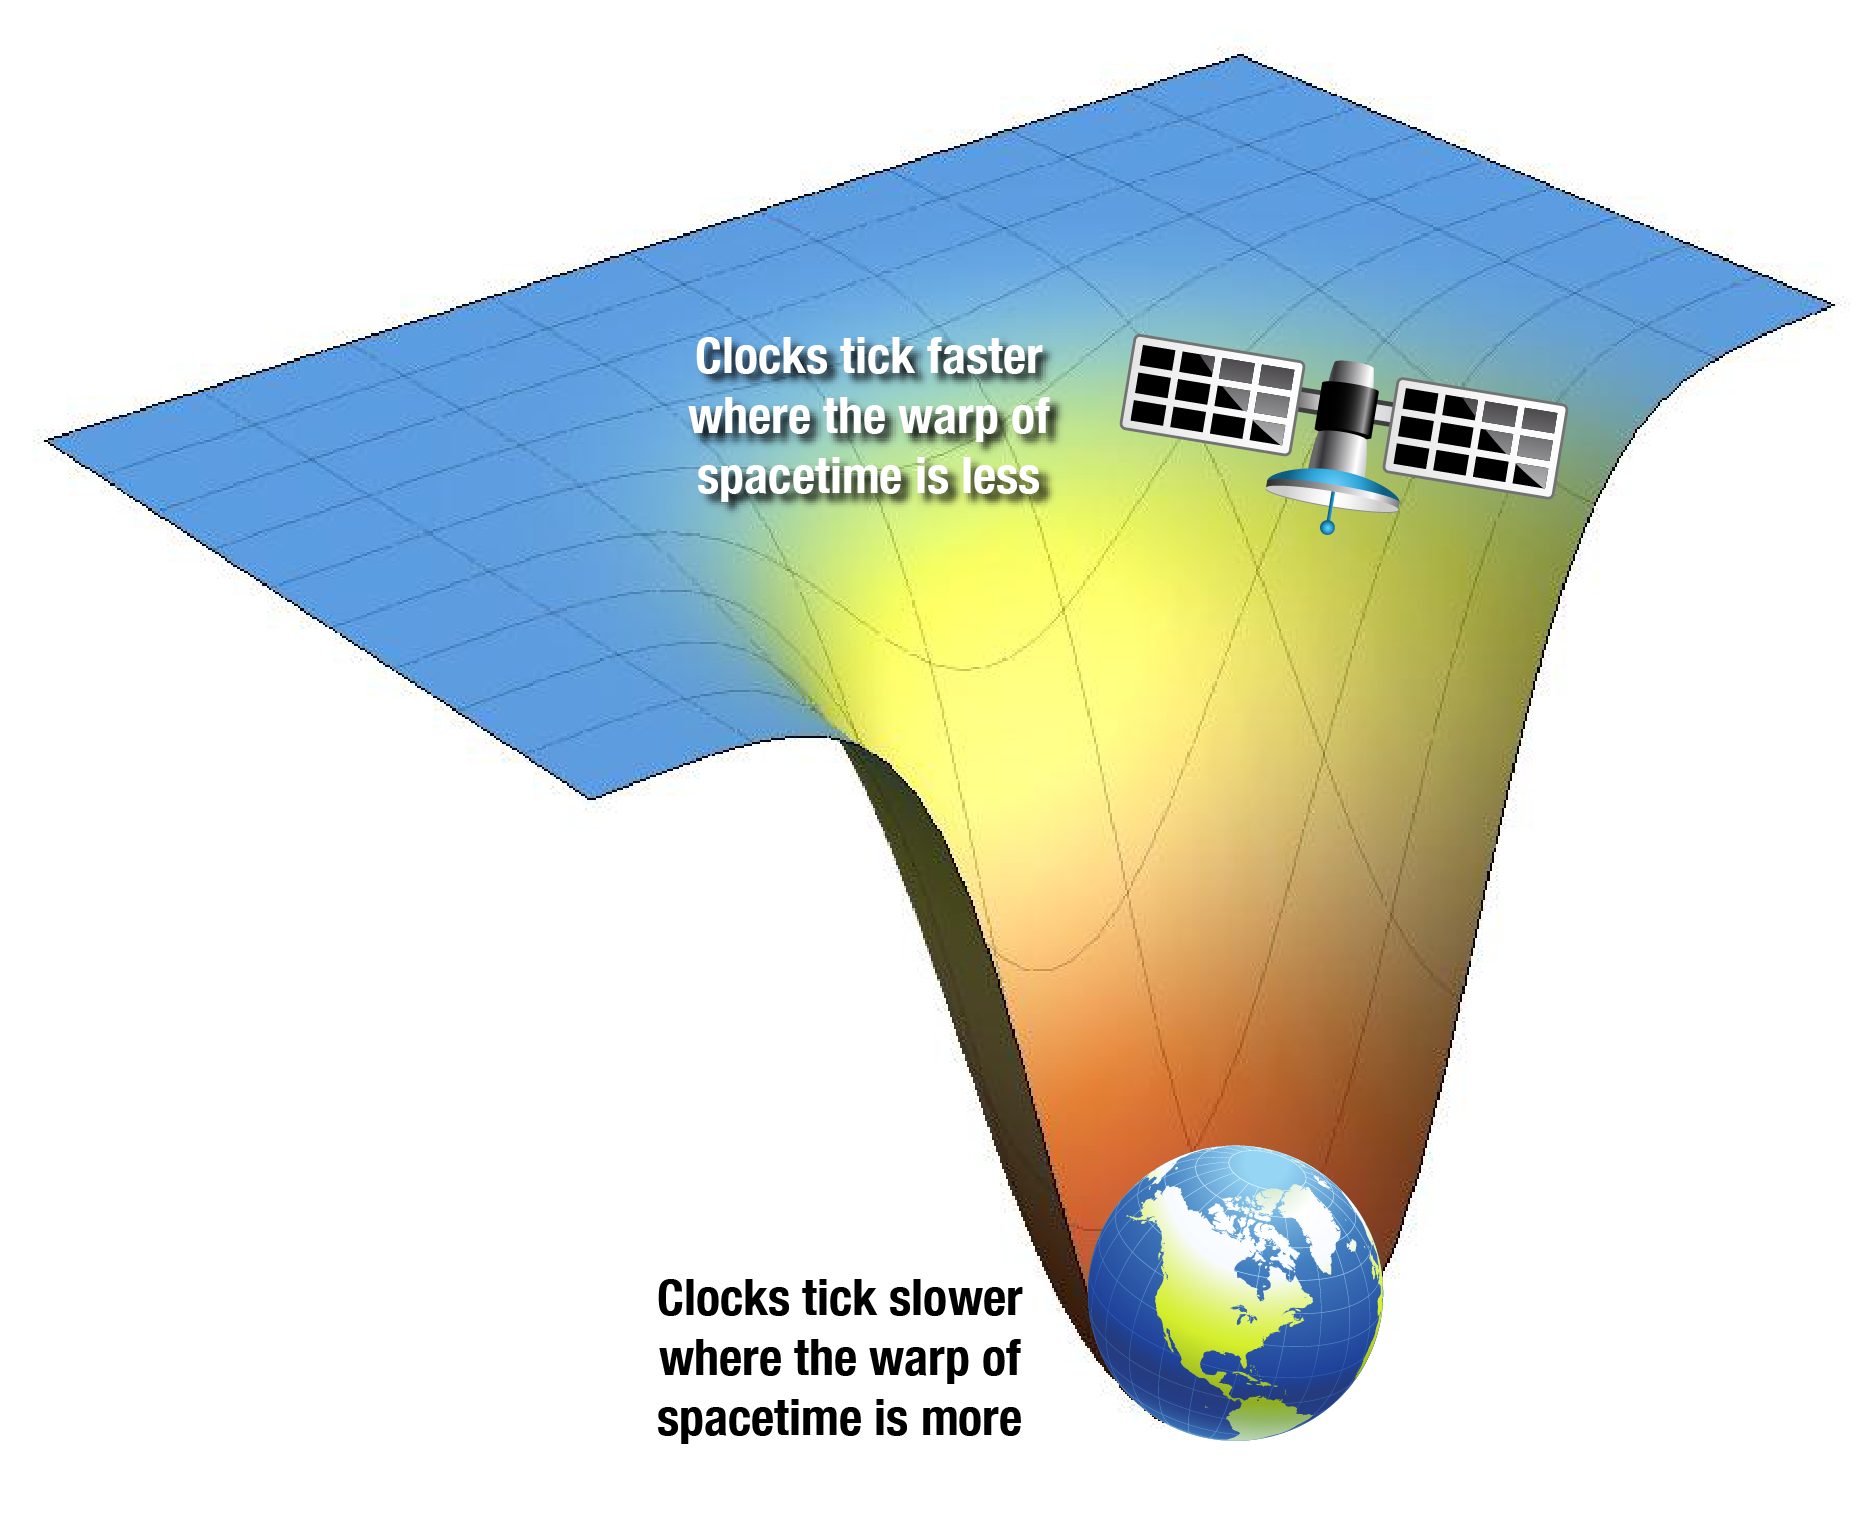 Clocks tick faster
where the warp of
spacetime is less
Clocks tick slower
where the warp of
spacetime is more